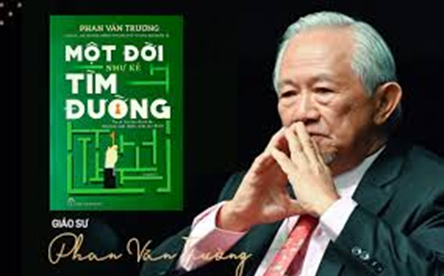 PHAN VĂN TRƯỜNG
MỘT ĐỜI
NHƯ KẺ
TÌM
ĐƯỜNG
GIÁO SƯ
Phan Văn Trường